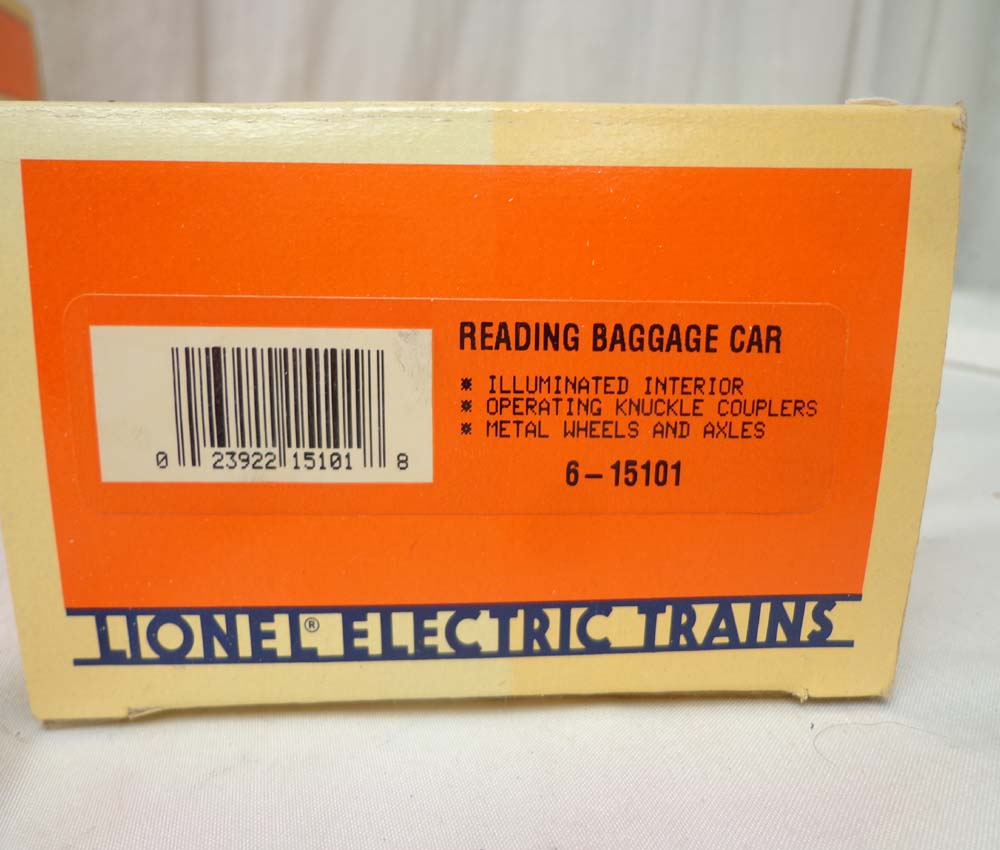 READING BAGGAGE CAR
* ILLUMINATED INTERIOR
* OPERATING KNUCKLE COUPLERS
* METAL WHEELS AND AXLES
6-15101
0 23922 15101 8
LIONEL® ELECTRIC TRAINS